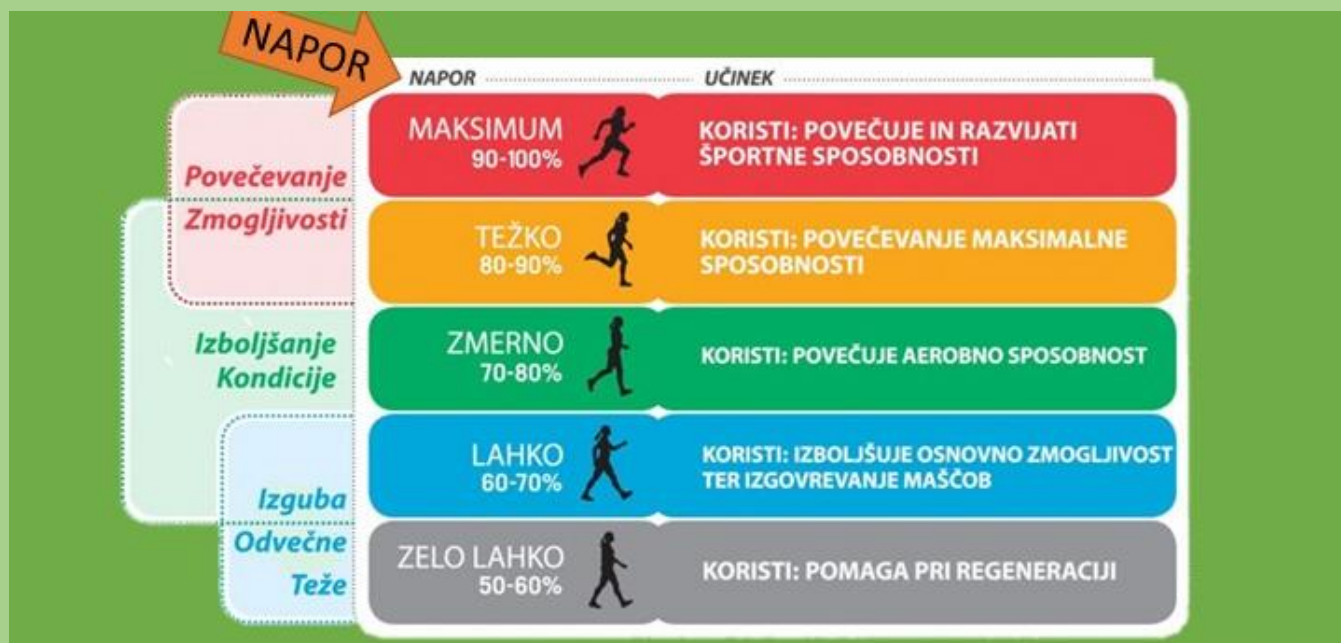 NAPOR
NAPOR
UČINEK
Povečevanje
Zmogljivosti
Izboljšanje
Kondicije
Izguba
Odvečne
Teže
MAKSIMUM
90-100%
KORISTI: POVEČUJE IN RAZVIJATI
ŠPORTNE SPOSOBNOSTI
TEŽKO
80-90%
KORISTI: POVEČEVANJE MAKSIMALNE
SPOSOBNOSTI
ZMERNO
70-80%
KORISTI: POVEČUJE AEROBNO SPOSOBNOST
LAHKO
60-70%
KORISTI: IZBOLJŠUJE OSNOVNO ZMOGLJIVOST
TER IZGOVREVANJE MAŠČOB
ZELO LAHKO
50-60%
KORISTI: POMAGA PRI REGENERACIJI